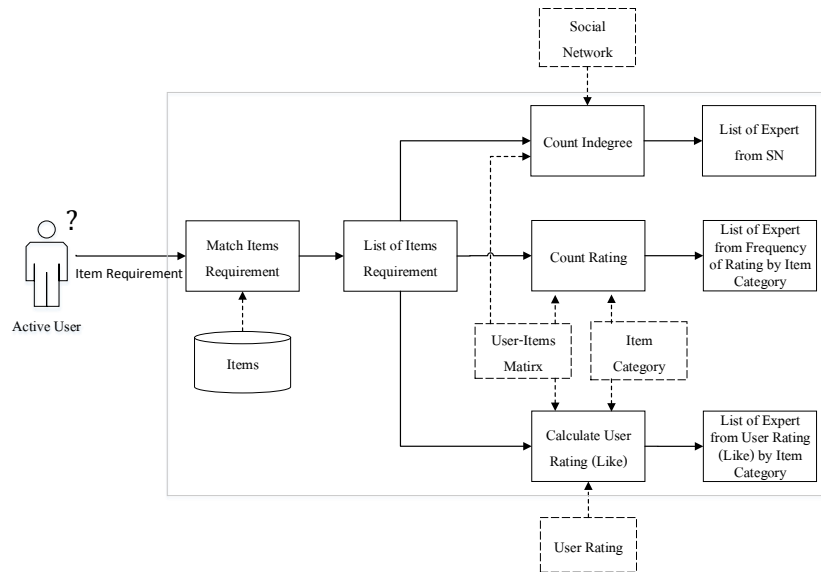 Social
Network
Count Indegree
List of Expert
from SN
?
Item Requirement
Active User
Match Items
Requirement
List of Items
Requirement
Count Rating
List of Expert
from Frequency
of Rating by Item
Category
Items
User-Items
Matirx
Item
Category
Calculate User
Rating (Like)
List of Expert
from User Rating
(Like) by Item
Category
User Rating